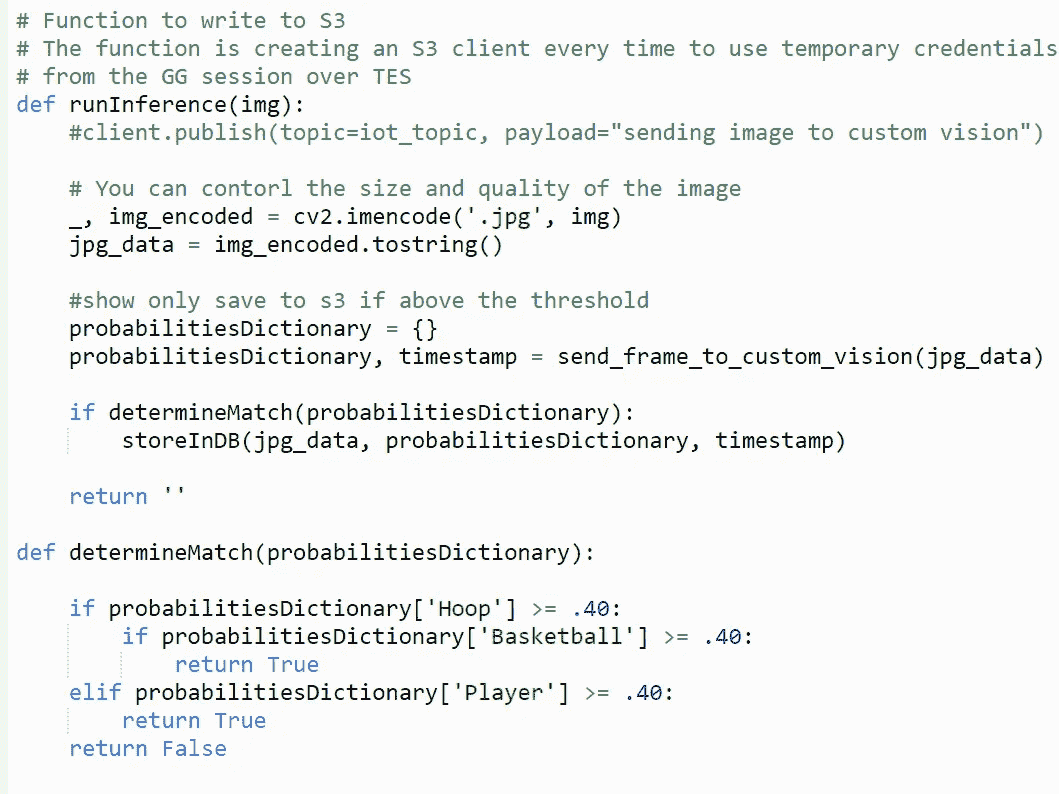 # Function to write to S3
# The function is creating an S3 client every time to use temporary credentials
# from the GG session over TES
def runInference(img):
    #client.publish(topic=iot_topic, payload="sending image to custom vision")

    # You can contorl the size and quality of the image
    _, img_encoded = cv2.imencode('.jpg', img)
    jpg_data = img_encoded.tostring()

    #show only save to s3 if above the threshold
    probabilitiesDictionary = {}
    probabilitiesDictionary, timestamp = send_frame_to_custom_vision(jpg_data)

    if determineMatch(probabilitiesDictionary):
        storeInDB(jpg_data, probabilitiesDictionary, timestamp)

    return ''

def determineMatch(probabilitiesDictionary):

    if probabilitiesDictionary['Hoop'] >= .40:
        if probabilitiesDictionary['Basketball'] >= .40:
            return True
    elif probabilitiesDictionary['Player'] >= .40:
        return True
    return False